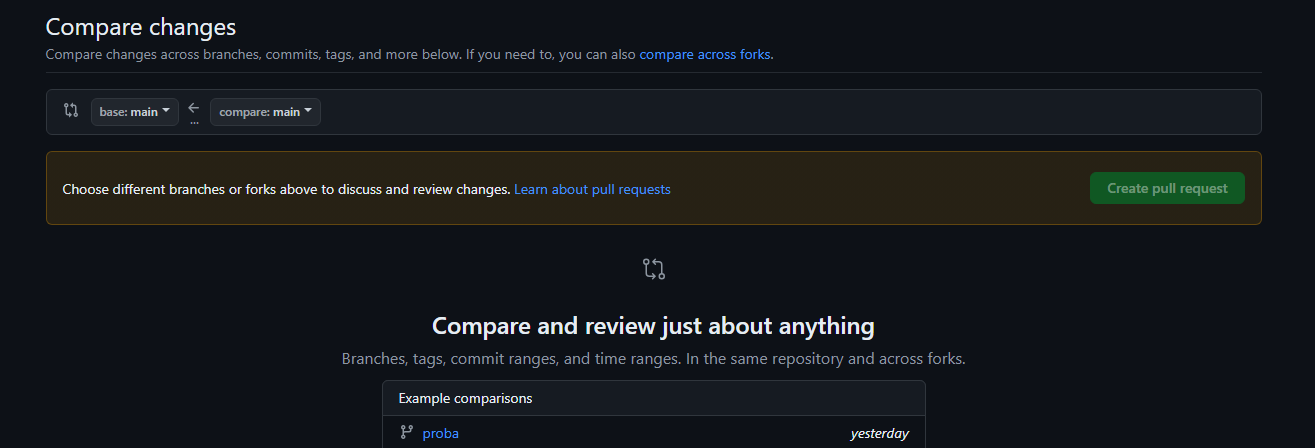 Compare changes
Compare changes across branches, commits, tags, and more below. If you need to, you can also compare across forks.
base: main ← compare: main
...
Choose different branches or forks above to discuss and review changes. Learn about pull requests Create pull request
Compare and review just about anything
Branches, tags, commit ranges, and time ranges. In the same repository and across forks.
Example comparisons
proba yesterday